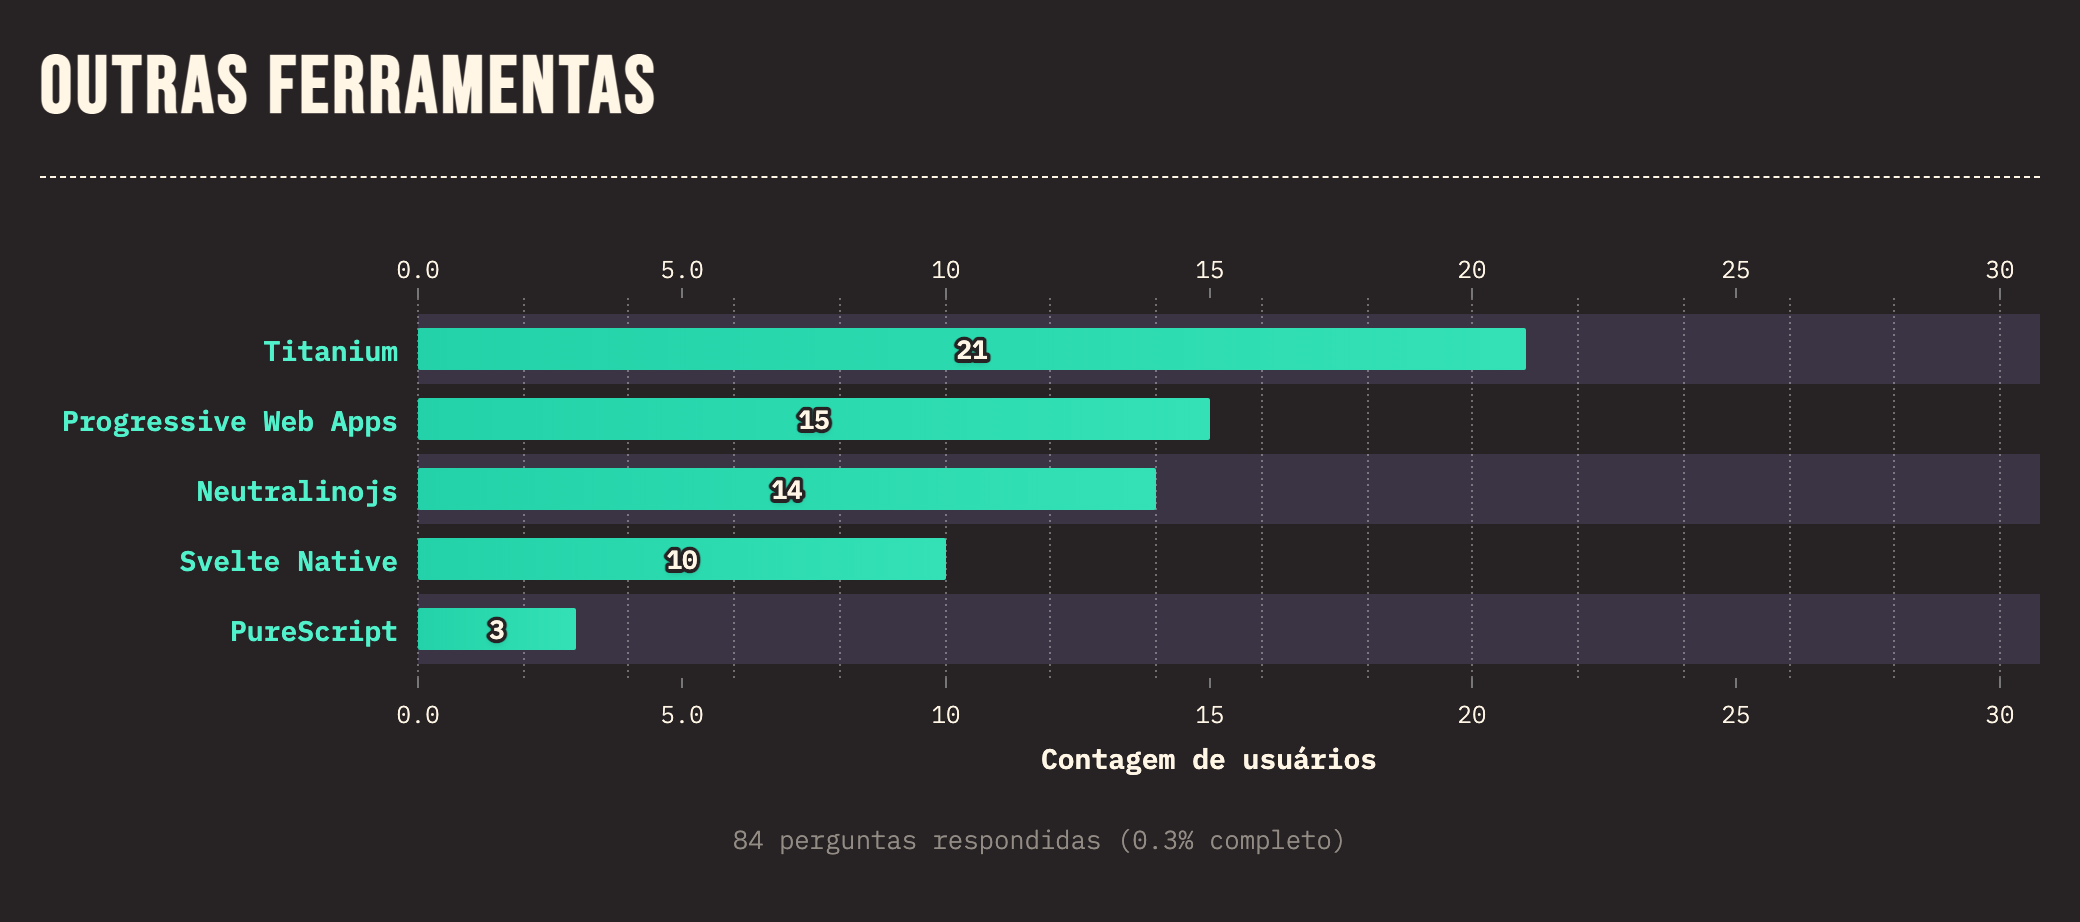 OUTRAS FERRAMENTAS
0.0 5.0 10 15 20 25 30
Titanium 21
Progressive Web Apps 15
Neutralinojs 14
Svelte Native 10
PureScript 3
0.0 5.0 10 15 20 25 30
Contagem de usuários
84 perguntas respondidas (0.3% completo)